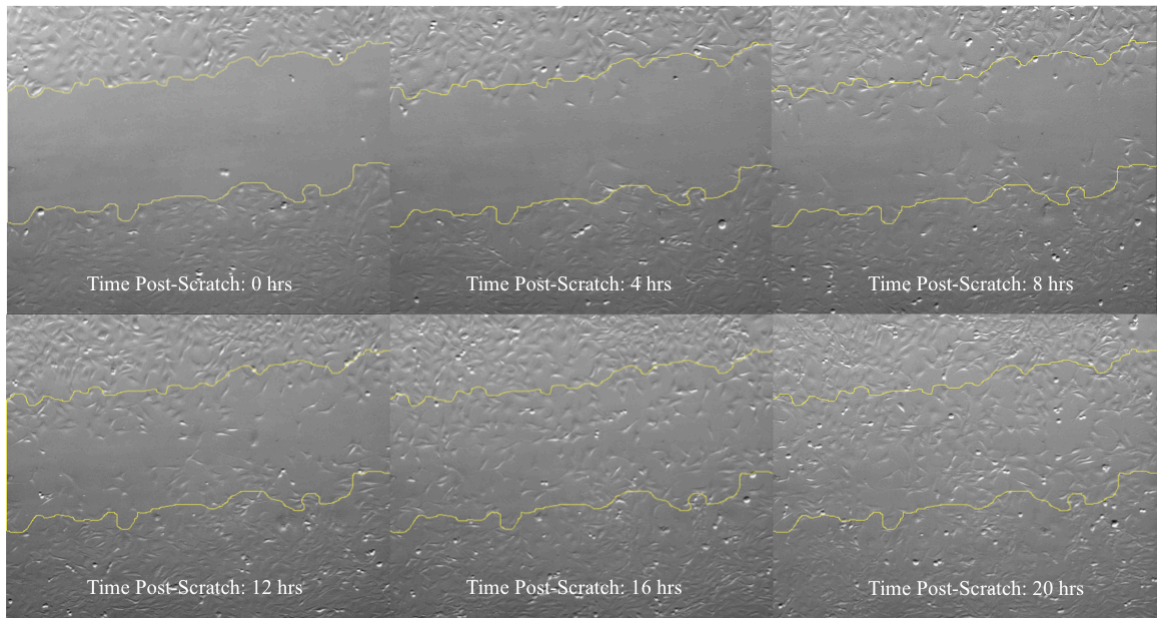 Time Post-Scratch: 0 hrs
Time Post-Scratch: 4 hrs
Time Post-Scratch: 8 hrs
Time Post-Scratch: 12 hrs
Time Post-Scratch: 16 hrs
Time Post-Scratch: 20 hrs